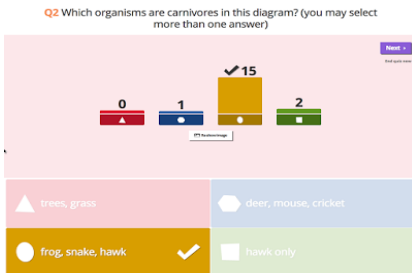 Q2 Which organisms are carnivores in this diagram? (you may select
more than one answer)
Next
0
1
15
2
trees, grass
deer, mouse, cricket
frog, snake, hawk
hawk only